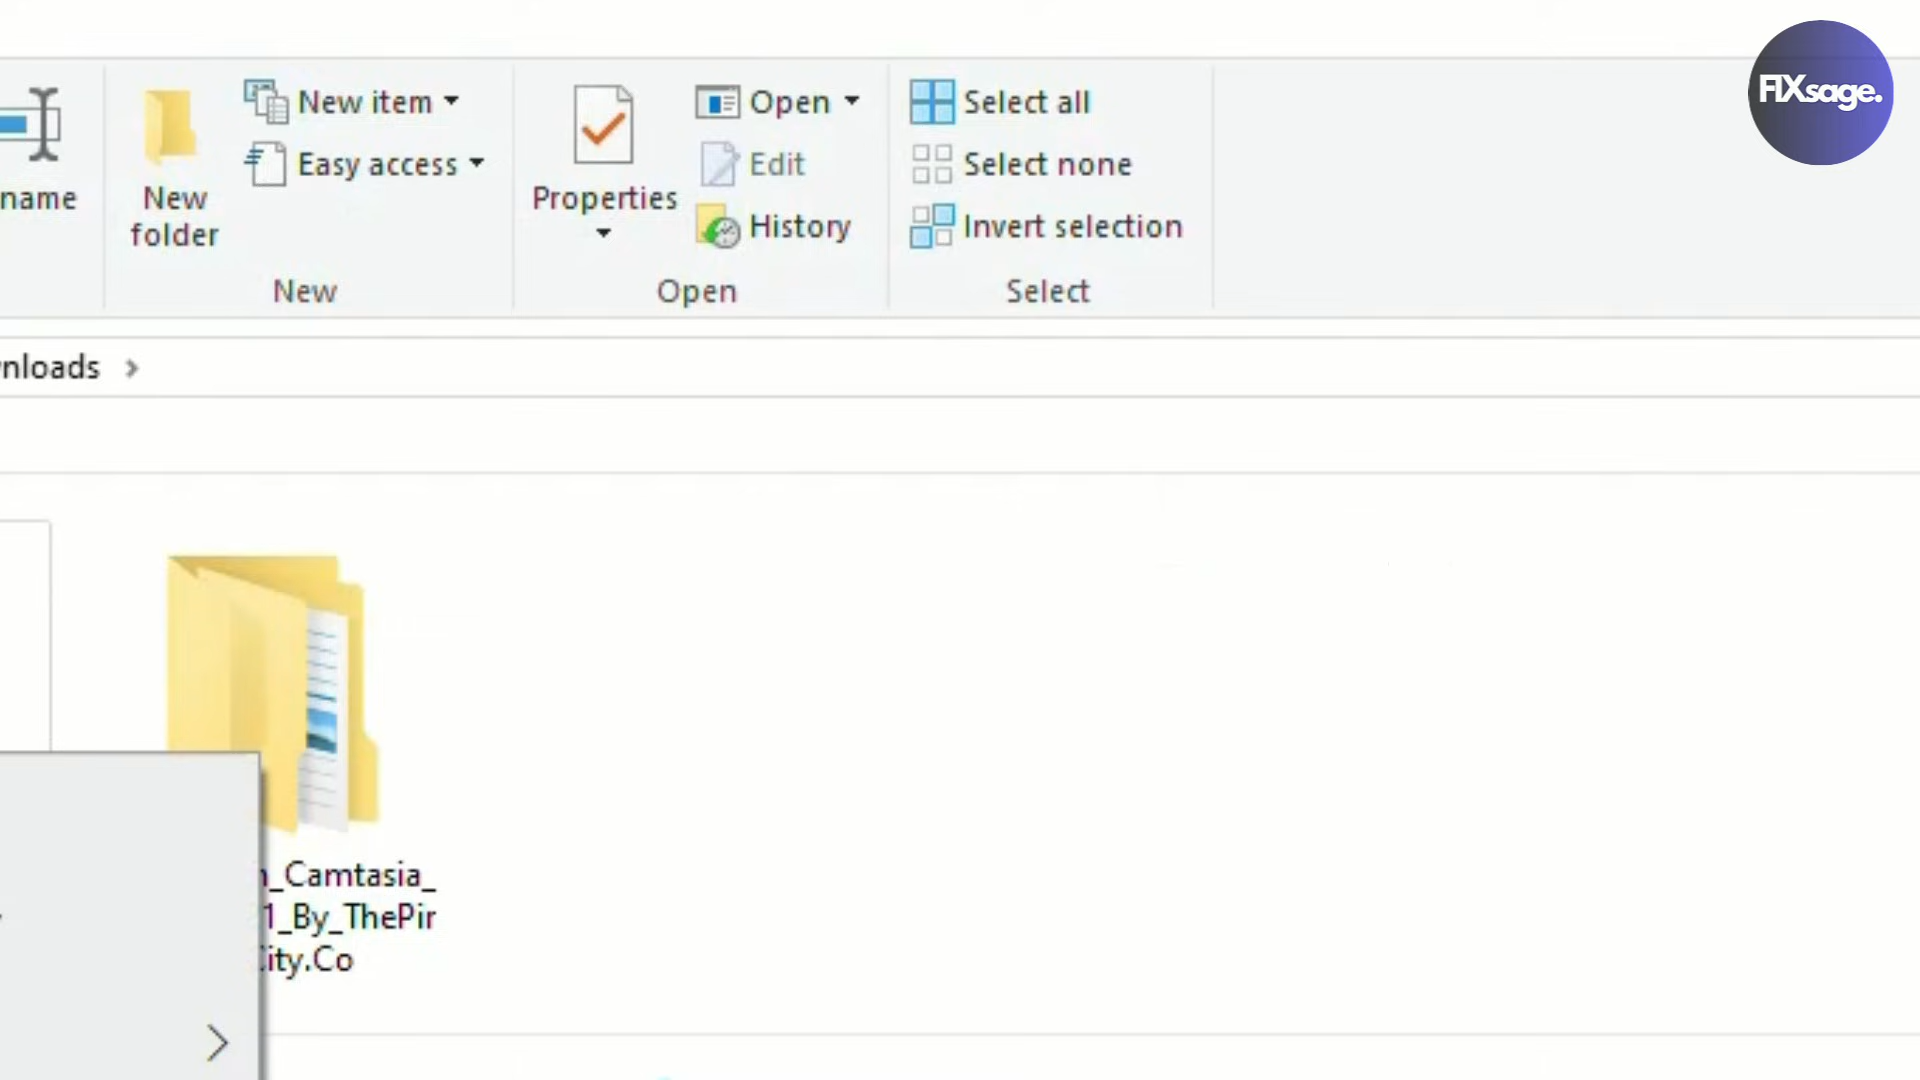 FIXsage.
New item
Open
Select all
Easy access
Edit
Select none
name
New
folder
Properties
History
Invert selection
New
Open
Select
nloads
_Camtasia_
1_By_ThePir
ity.Co